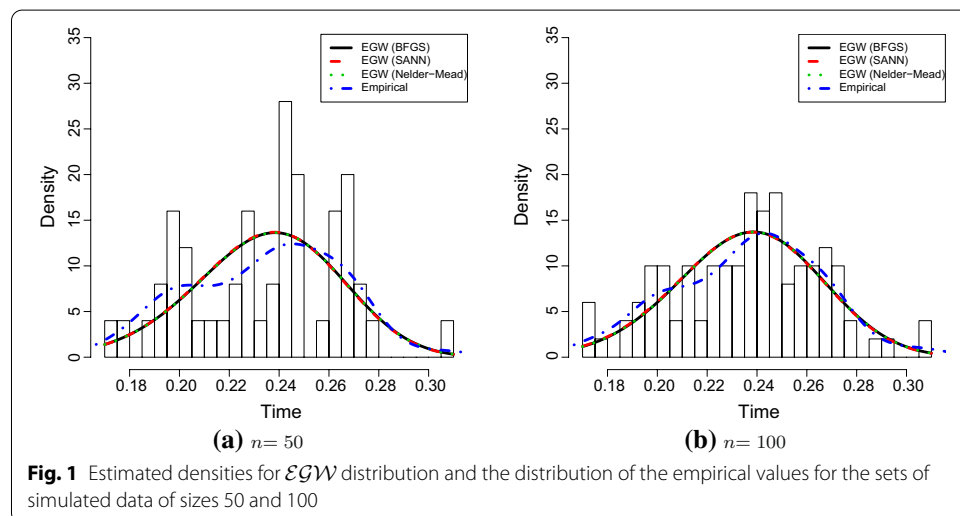 35
30
25
20
15
10
5
0
Density
EGW (BFGS)
EGW (SANN)
EGW (Nelder−Mead)
Empirical
0.18 0.20 0.22 0.24 0.26 0.28 0.30
Time
(a) n= 50
35
30
25
20
15
10
5
0
Density
EGW (BFGS)
EGW (SANN)
EGW (Nelder−Mead)
Empirical
0.18 0.20 0.22 0.24 0.26 0.28 0.30
Time
(b) n= 100
Fig. 1 Estimated densities for ℰ𝒢𝒲 distribution and the distribution of the empirical values for the sets of
simulated data of sizes 50 and 100